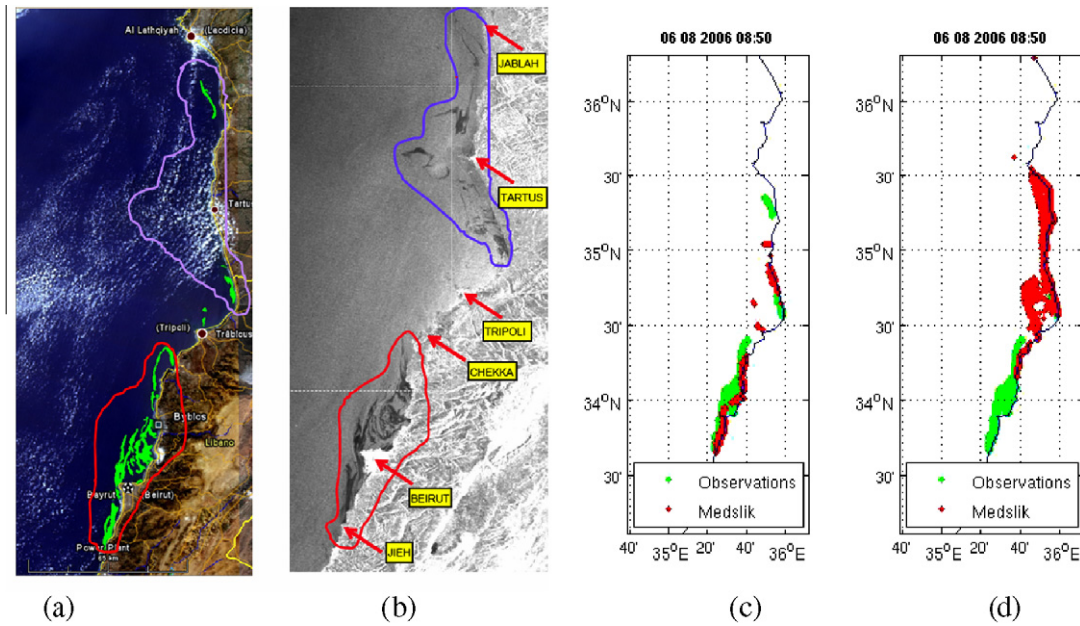 Al Lathqiyah
(Laodicia)
Tartus
(Tripoli)
Trâblous
Byblos
Libano
Bayrut
Beirut)
Power Plant
(a)
JABLAH
TARTUS
TRIPOLI
CHEKKA
BEIRUT
JIEH
(b)
06 08 2006 08:50
36°N
30'
35°N
30'
34°N
30'
Observations
Medslik
40'
35°E
20'
40'
36°E
(c)
06 08 2006 08:50
36°N
30'
35°N
30'
34°N
30'
Observations
Medslik
40'
35°E
20'
40'
36°E
(d)